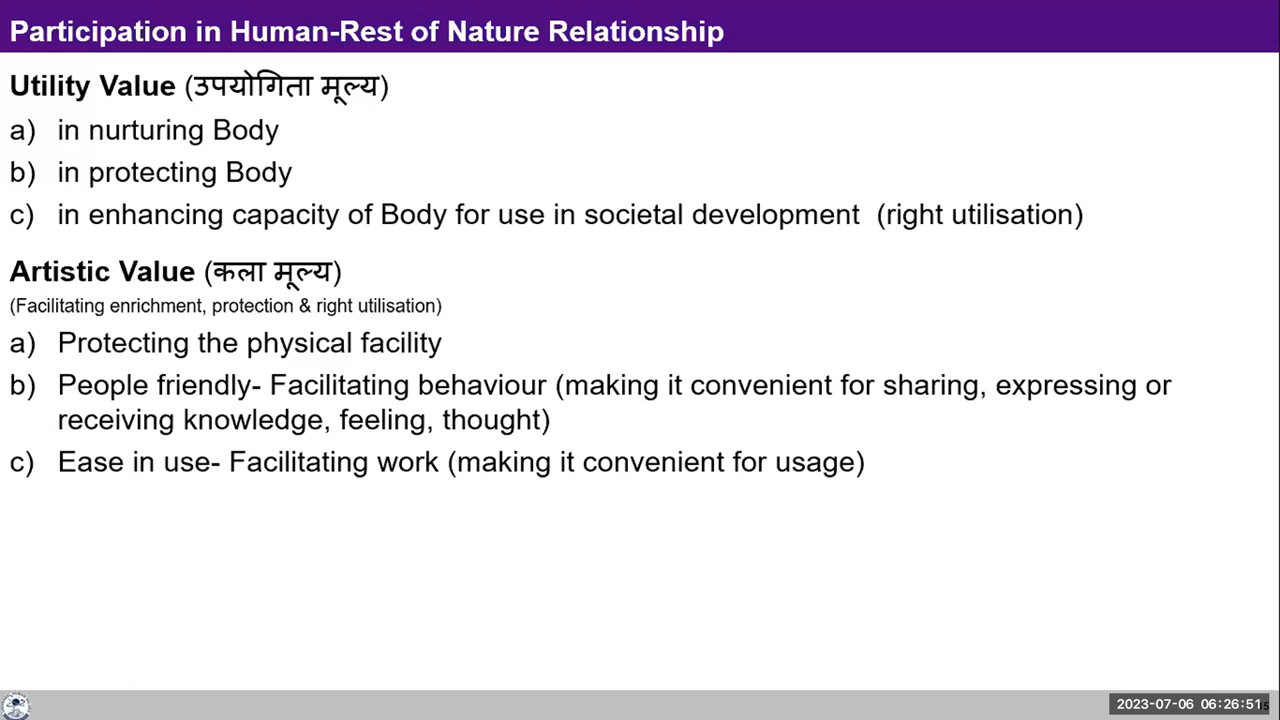 Participation in Human-Rest of Nature Relationship
Utility Value (उपयोगिता मूल्य)
a) in nurturing Body
b) in protecting Body
c) in enhancing capacity of Body for use in societal development (right utilisation)
Artistic Value (कला मूल्य)
(Facilitating enrichment, protection & right utilisation)
a) Protecting the physical facility
b) People friendly- Facilitating behaviour (making it convenient for sharing, expressing or
receiving knowledge, feeling, thought)
c) Ease in use- Facilitating work (making it convenient for usage)
2023-07-06 06:26:51